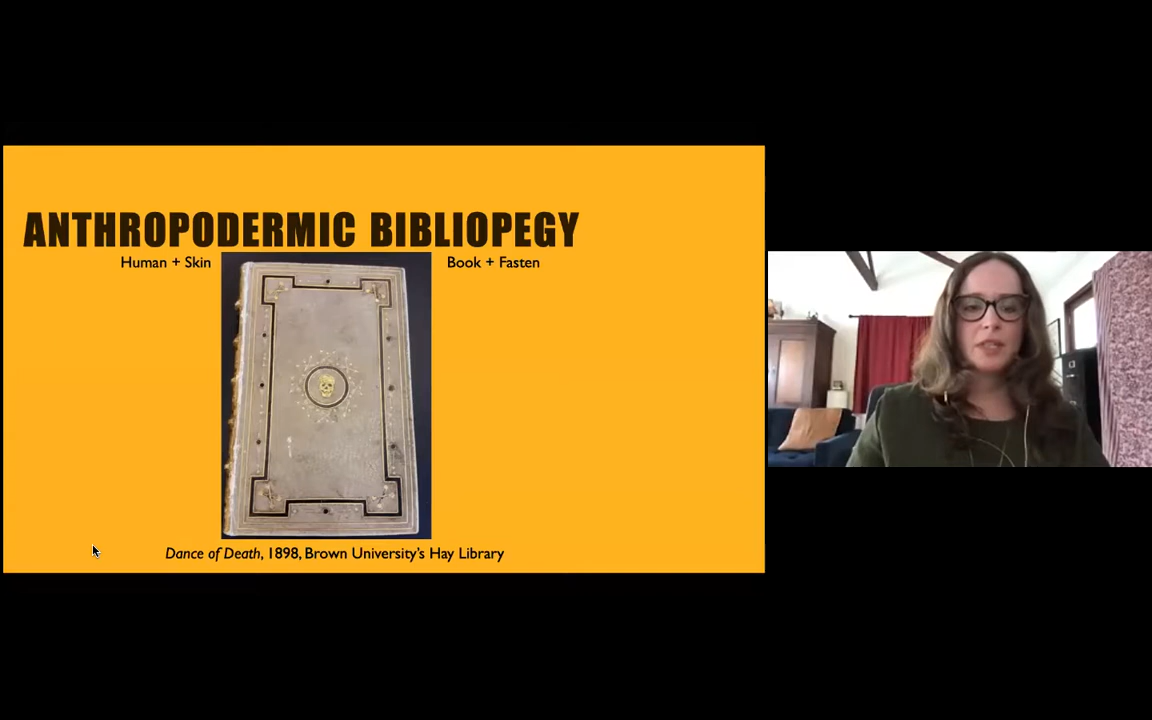 ANTHROPODERMIC BIBLIOPEGY
Human + Skin
Book + Fasten
Dance of Death, 1898, Brown University's Hay Library